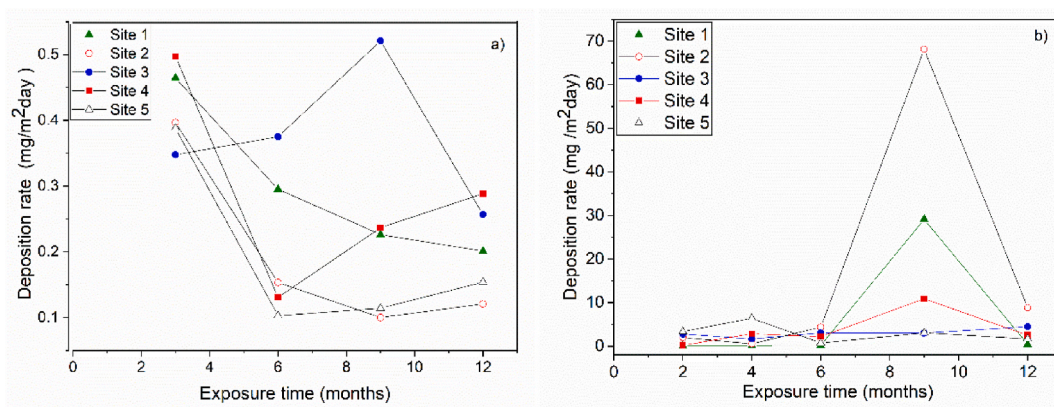 a)
Site 1
Site 2
Site 3
Site 4
Site 5
0.5
0.4
0.3
0.2
0.1
Deposition rate (mg/m2day )
0 2 4 6 8 10 12
Exposure time (months)
b)
Site 1
Site 2
Site 3
Site 4
Site 5
70
60
50
40
30
20
10
0
Deposition rate (mg /m2day)
0 2 4 6 8 10 12
Exposure time (months)